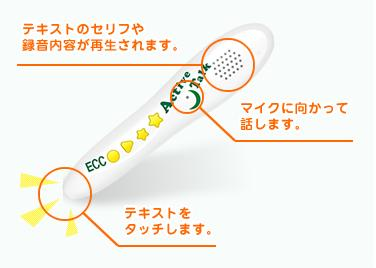 テキストのセリフや
録音内容が再生されます。
Active
Talk
マイクに向かって
話します。
ECC
テキストを
タッチします。